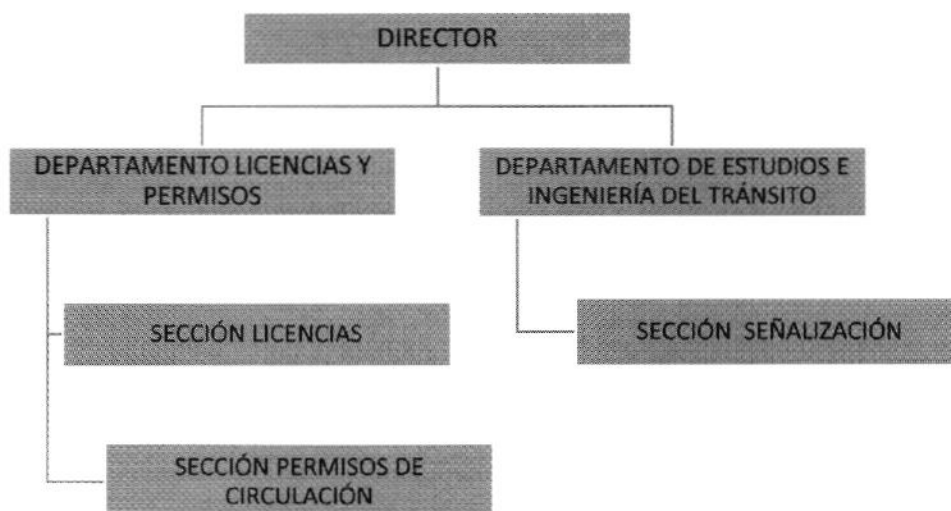 DIRECTOR
DEPARTAMENTO LICENCIAS Y
PERMISOS
DEPARTAMENTO DE ESTUDIOS E
INGENIERÍA DEL TRÁNSITO
SECCIÓN LICENCIAS
SECCIÓN SEÑALIZACIÓN
SECCIÓN PERMISOS DE
CIRCULACIÓN